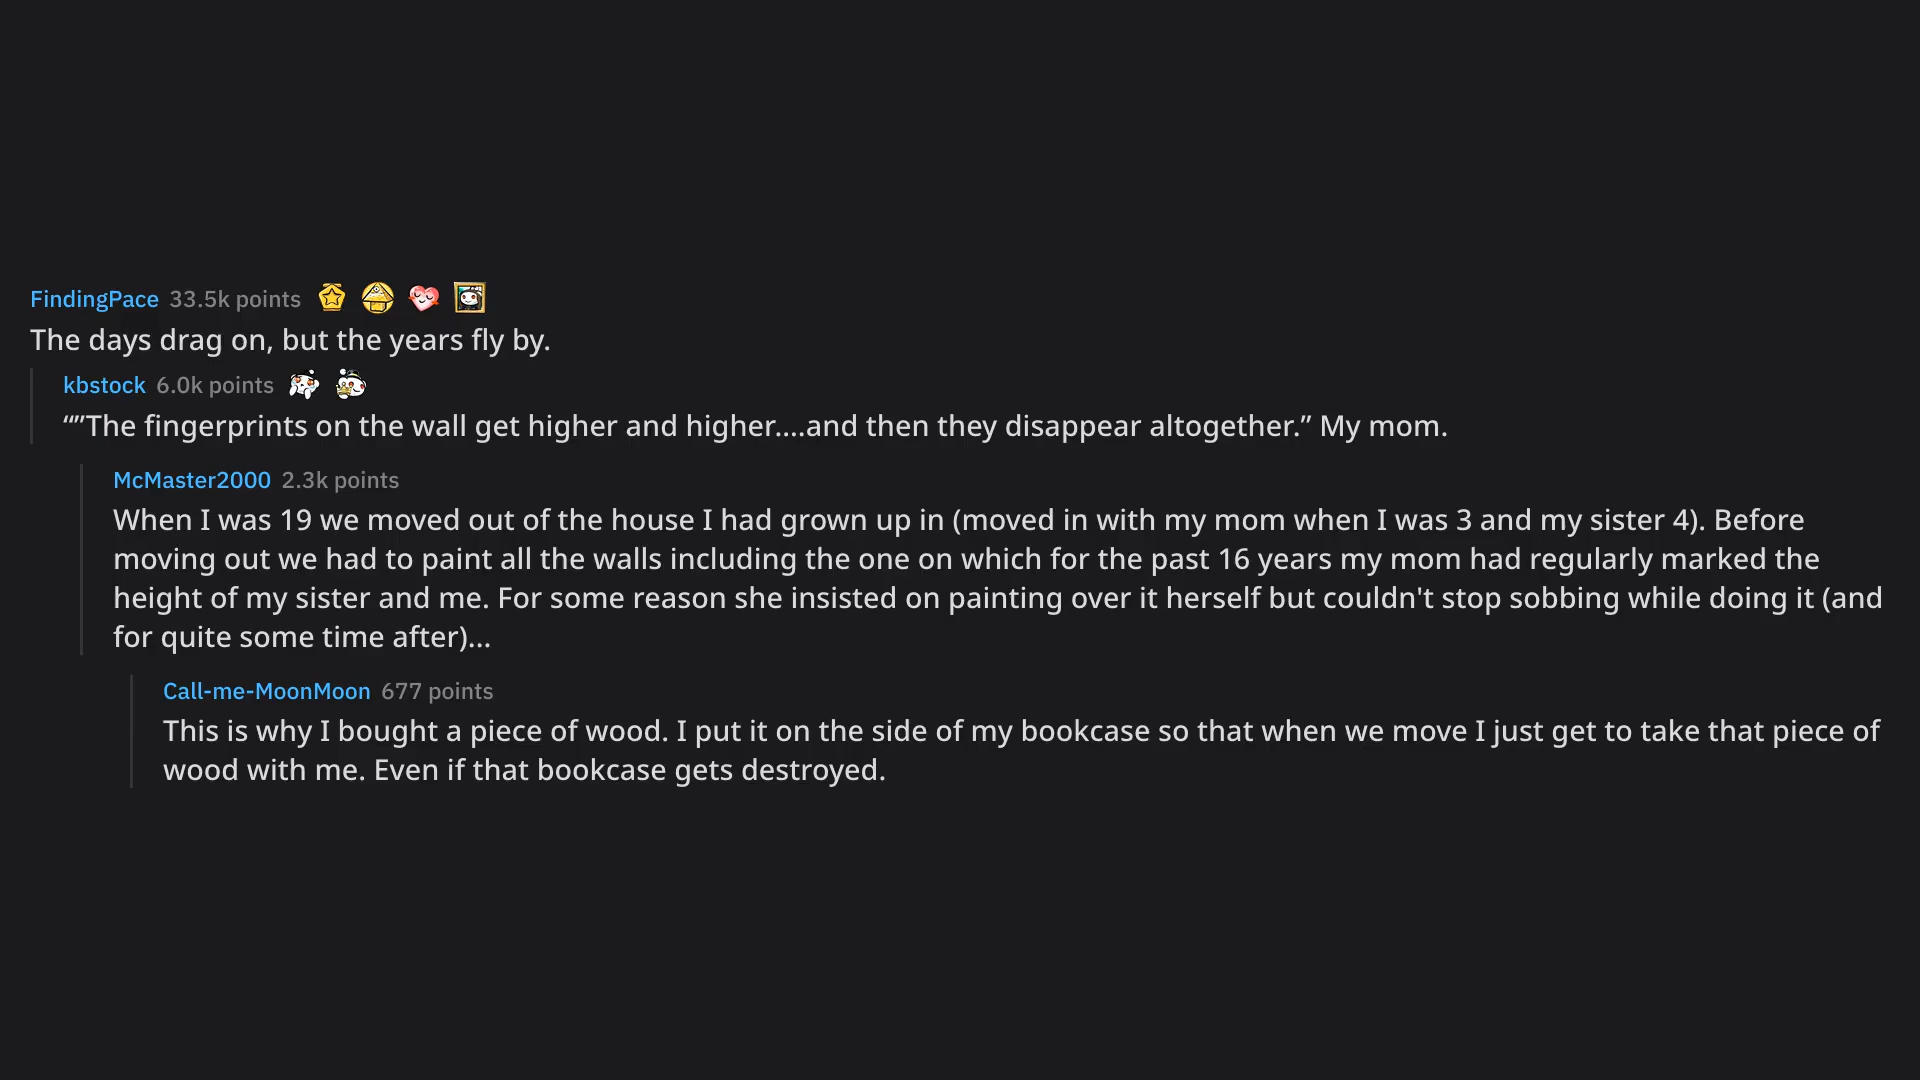 FindingPace 33.5k points
The days drag on, but the years fly by.
kbstock 6.0k points
“”The fingerprints on the wall get higher and higher....and then they disappear altogether.” My mom.
McMaster2000 2.3k points
When I was 19 we moved out of the house I had grown up in (moved in with my mom when I was 3 and my sister 4). Before
moving out we had to paint all the walls including the one on which for the past 16 years my mom had regularly marked the
height of my sister and me. For some reason she insisted on painting over it herself but couldn't stop sobbing while doing it (and
for quite some time after)...
Call-me-MoonMoon 677 points
This is why I bought a piece of wood. I put it on the side of my bookcase so that when we move I just get to take that piece of
wood with me. Even if that bookcase gets destroyed.